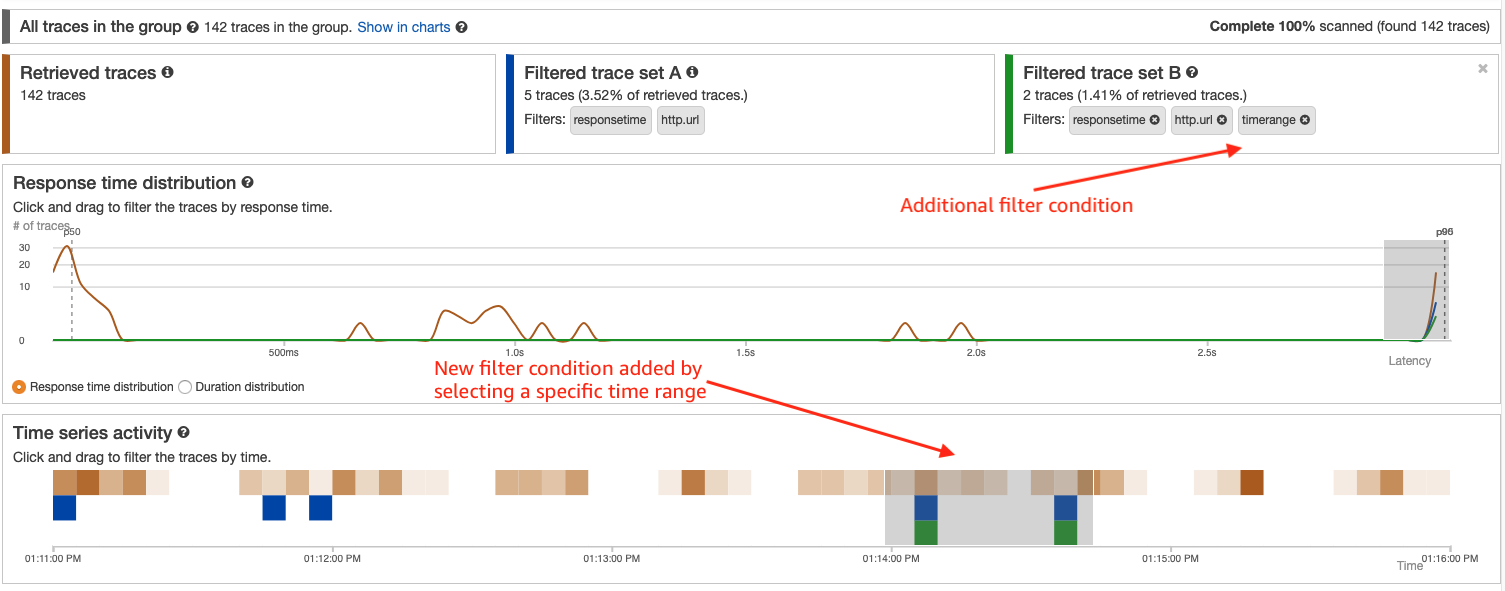 All traces in the group 142 traces in the group. Show in charts
Complete 100% scanned (found 142 traces)
Retrieved traces
142 traces
Filtered trace set A
5 traces (3.52% of retrieved traces.)
Filters: responsetime http.url
Filtered trace set B
2 traces (1.41% of retrieved traces.)
Filters: responsetime http.url timerange
Additional filter condition
Response time distribution
Click and drag to filter the traces by response time.
# of traces
p50
p96
30
20
10
0
500ms
1.0s
1.5s
2.0s
2.5s
Latency
New filter condition added by
selecting a specific time range
Response time distribution Duration distribution
Time series activity
Click and drag to filter the traces by time.
01:11:00 PM
01:12:00 PM
01:13:00 PM
01:14:00 PM
01:15:00 PM
01:16:00 PM
Time